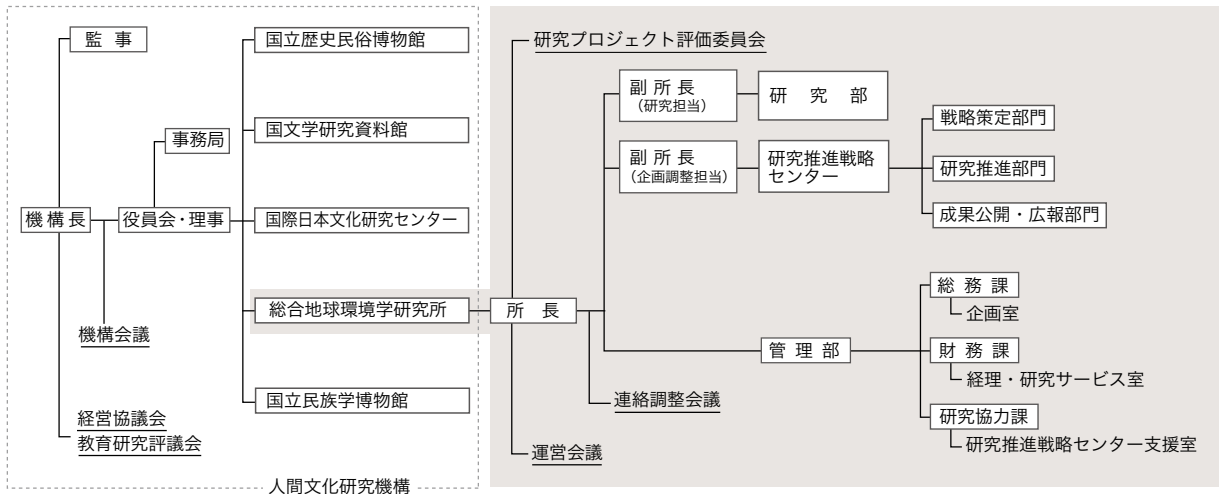 監事
事務局
機構長
役員会・理事
機構会議
経営協議会
教育研究評議会
国立歴史民俗博物館
国文学研究資料館
国際日本文化研究センター
総合地球環境学研究所
国立民族学博物館
人間文化研究機構
研究プロジェクト評価委員会
所長
連絡調整会議
運営会議
副所長
（研究担当）
研究部
副所長
（企画調整担当）
研究推進戦略
センター
戦略策定部門
研究推進部門
成果公開・広報部門
管理部
総務課
企画室
財務課
経理・研究サービス室
研究協力課
研究推進戦略センター支援室